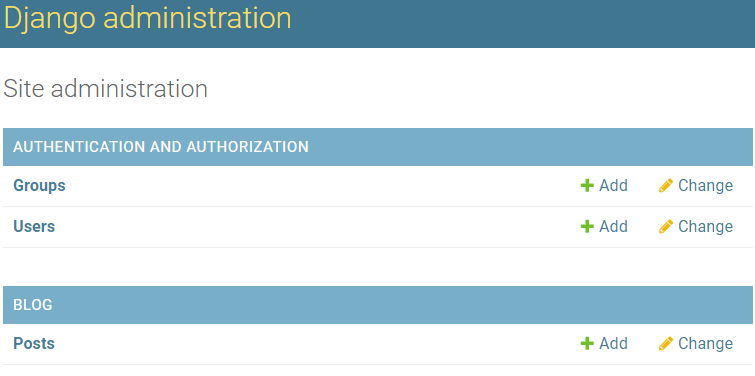 Django administration
Site administration
AUTHENTICATION AND AUTHORIZATION
Groups Add Change
Users Add Change
BLOG
Posts Add Change